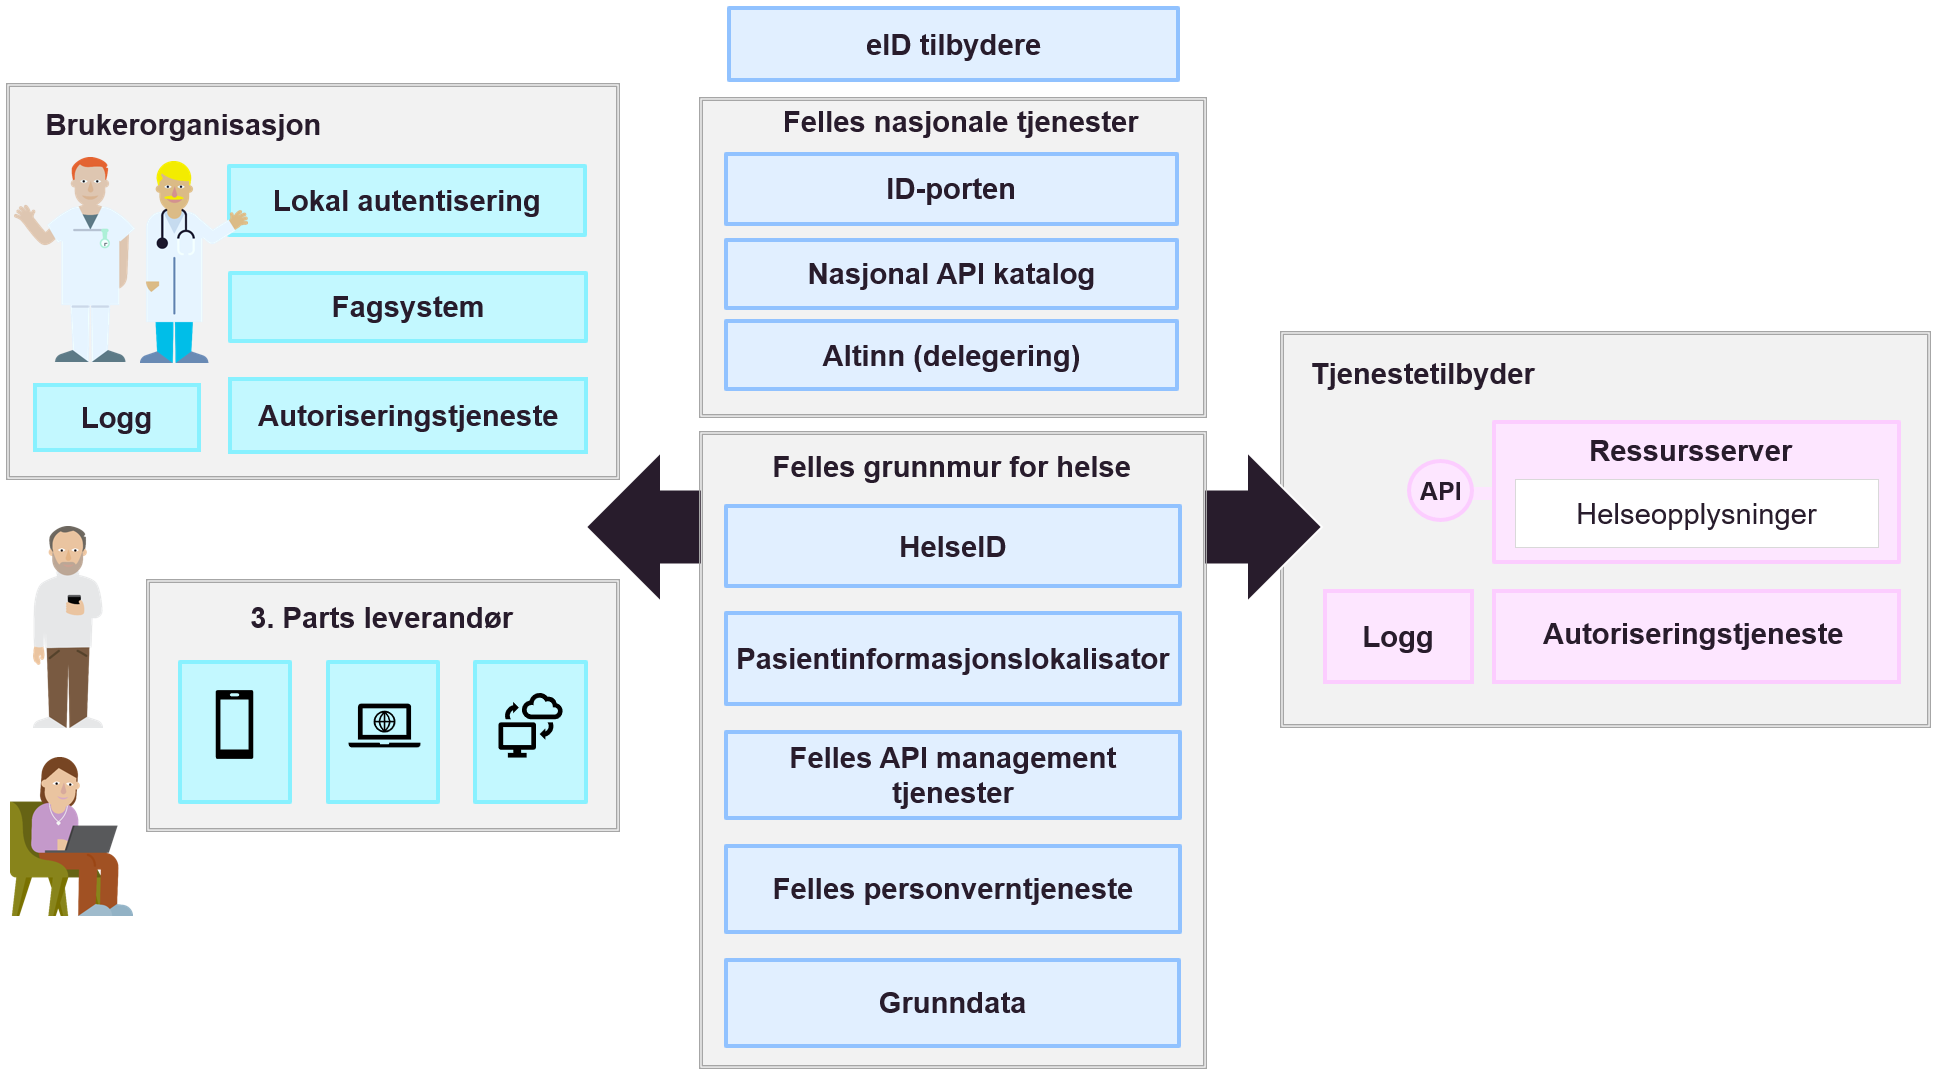 eID tilbydere
Brukerorganisasjon
Lokal autentisering
Fagsystem
Logg
Autoriseringstjeneste
3. Parts leverandør
Felles nasjonale tjenester
ID-porten
Nasjonal API katalog
Altinn (delegering)
Felles grunnmur for helse
HelseID
Pasientinformasjonslokalisator
Felles API management
tjenester
Felles personverntjeneste
Grunndata
Tjenestetilbyder
API
Ressursserver
Helseopplysninger
Logg
Autoriseringstjeneste